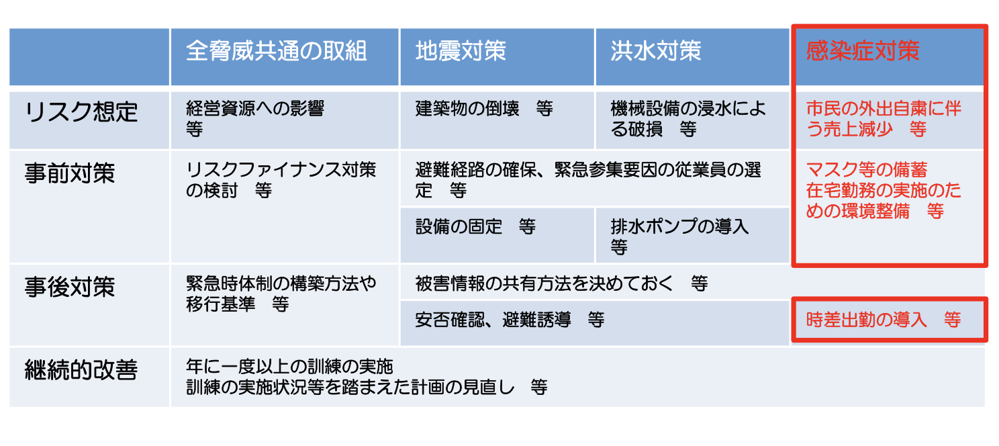 全脅威共通の取組
地震対策
洪水対策
感染症対策
リスク想定
経営資源への影響
等
建築物の倒壊　等
機械設備の浸水によ
る破損　等
市民の外出自粛に伴
う売上減少　等
事前対策
リスクファイナンス対策
の検討　等
避難経路の確保、緊急参集要因の従業員の選
定　等
設備の固定　等
排水ポンプの導入
等
マスク等の備蓄
在宅勤務の実施のた
めの環境整備　等
事後対策
緊急時体制の構築方法や
移行基準　等
被害情報の共有方法を決めておく　等
安否確認、避難誘導　等
時差出勤の導入　等
継続的改善
年に一度以上の訓練の実施
訓練の実施状況等を踏まえた計画の見直し　等